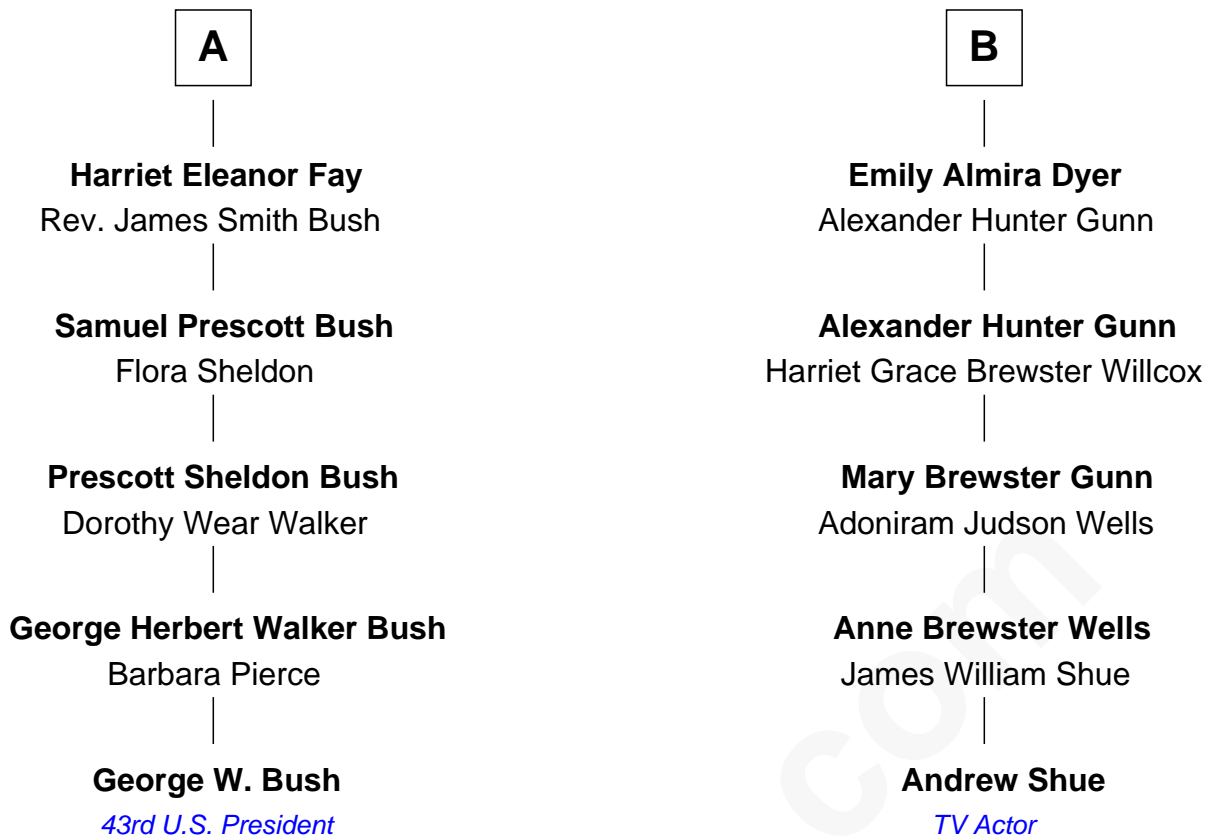 A
Harriet Eleanor Fay
Rev. James Smith Bush
Samuel Prescott Bush
Flora Sheldon
Prescott Sheldon Bush
Dorothy Wear Walker
George Herbert Walker Bush
Barbara Pierce
George W. Bush
43rd U.S. President
B
Emily Almira Dyer
Alexander Hunter Gunn
Alexander Hunter Gunn
Harriet Grace Brewster Willcox
Mary Brewster Gunn
Adoniram Judson Wells
Anne Brewster Wells
James William Shue
Andrew Shue
TV Actor
com